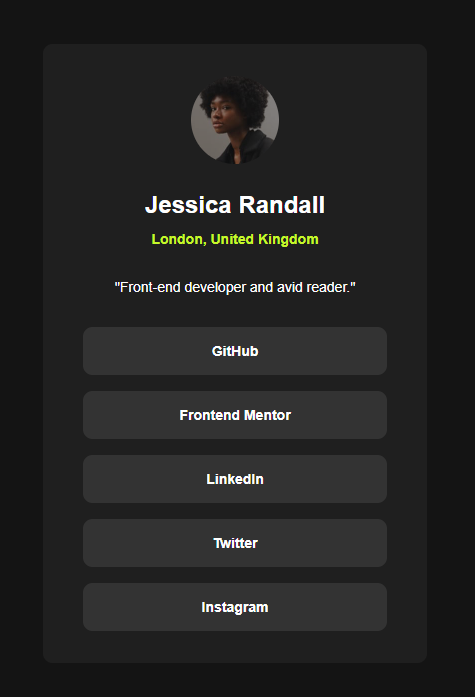 Jessica Randall
London, United Kingdom
"Front-end developer and avid reader."
GitHub
Frontend Mentor
LinkedIn
Twitter
Instagram